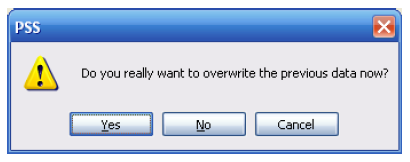 PSS
Do you really want to overwrite the previous data now?
Yes No Cancel